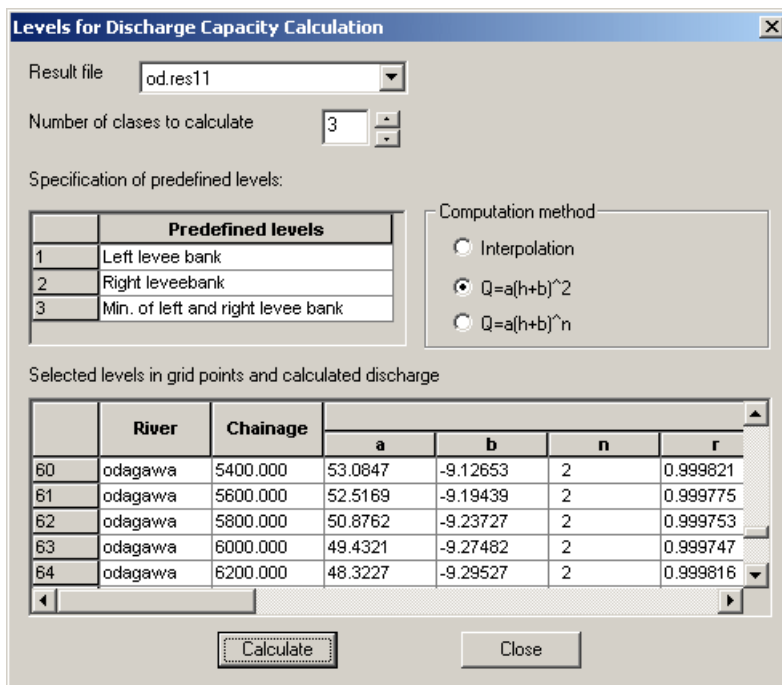 Levels for Discharge Capacity Calculation
Result file od.res11
Number of clases to calculate 3
Specification of predefined levels:
Predefined levels
1 Left levee bank
2 Right leveebank
3 Min. of left and right levee bank
Computation method
Interpolation
Q=a(h+b)^2
Q=a(h+b)^n
Selected levels in grid points and calculated discharge
River Chainage a b n r
60 odagawa 5400.000 53.0847 -9.12653 2 0.999821
61 odagawa 5600.000 52.5169 -9.19439 2 0.999775
62 odagawa 5800.000 50.8762 -9.23727 2 0.999753
63 odagawa 6000.000 49.4321 -9.27482 2 0.999747
64 odagawa 6200.000 48.3227 -9.29527 2 0.999816
Calculate Close